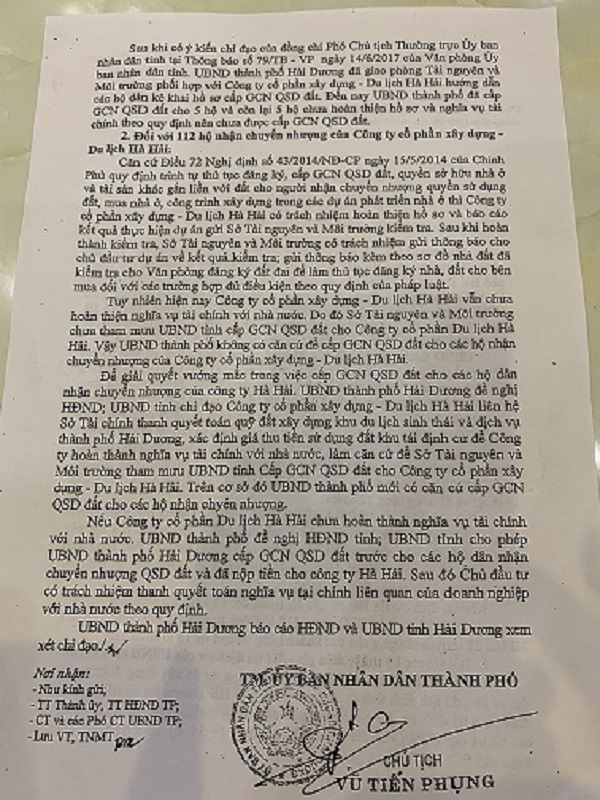 Sau khi có ý kiến chỉ đạo của đồng chí Phó Chủ tịch Thường trực Ủy ban
nhân dân tỉnh tại Thông báo số 79/TB - VP ngày 14/6/2017 của Văn phòng Ủy
ban nhân dân tỉnh. UBND thành phố Hải Dương đã giao phòng Tài nguyên và
Môi trường phối hợp với Công ty cổ phần xây dựng - Du lịch Hà Hải hướng dẫn
các hộ dân kê khai hồ sơ cấp GCN QSD đất. Đến nay UBND thành phố đã cấp
GCN QSD đất cho 5 hộ và còn lại 5 hộ chưa hoàn thiện hồ sơ và nghĩa vụ tài
chính theo quy định nên chưa được cấp GCN QSD đất.
2. Đối với 112 hộ nhận chuyển nhượng của Công ty cổ phần xây dựng -
Du lịch Hà Hải:
Căn cứ Điều 72 Nghị định số 43/2014/NĐ-CP ngày 15/5/2014 của Chính
Phủ quy định trình tự thủ tục đăng ký, cấp GCN QSD đất, quyền sở hữu nhà ở
và tài sản khác gắn liền với đất cho người nhận chuyển nhượng quyền sử dụng
đất, mua nhà ở, công trình xây dựng trong các dự án phát triển nhà ở thì Công ty
cổ phần xây dựng - Du lịch Hà Hải có trách nhiệm hoàn thiện hồ sơ và báo cáo
kết quả thực hiện dự án gửi Sở Tài nguyên và Môi trường kiểm tra. Sau khi hoàn
thành kiểm tra, Sở Tài nguyên và Môi trường có trách nhiệm gửi thông báo cho
chủ đầu tư dự án về kết quả kiểm tra; gửi thông báo kèm theo sơ đồ nhà đất đã
kiểm tra cho Văn phòng đăng ký đất đai để làm thủ tục đăng ký nhà, đất cho bên
mua đối với các trường hợp đủ điều kiện theo quy định của pháp luật.
Tuy nhiên hiện nay Công ty cổ phần xây dựng - Du lịch Hà Hải vẫn chưa
hoàn thiện nghĩa vụ tài chính với nhà nước. Do đó Sở Tài nguyên và Môi trường
chưa tham mưu UBND tỉnh cấp GCN QSD đất cho Công ty cổ phần Du lịch Hà
Hải. Vậy UBND thành phố không có căn cứ để cấp GCN QSD đất cho các hộ nhận
chuyển nhượng của Công ty cổ phần xây dựng - Du lịch Hà Hải.
Để giải quyết vướng mắc trong việc cấp GCN QSD đất cho các hộ dân
nhận chuyển nhượng của công ty Hà Hải. UBND thành phố Hải Dương đề nghị
HĐND; UBND tỉnh chỉ đạo Công ty cổ phần xây dựng - Du lịch Hà Hải liên hệ
Sở Tài chính thanh quyết toán quỹ đất xây dựng khu du lịch sinh thái và dịch vụ
thành phố Hải Dương, xác định giá thu tiền sử dụng đất khu tái định cư để Công
ty hoàn thành nghĩa vụ tài chính với nhà nước, làm căn cứ để Sở Tài nguyên và
Môi trường tham mưu UBND tỉnh Cấp GCN QSD đất cho Công ty cổ phần xây
dựng - Du lịch Hà Hải. Trên cơ sở đó UBND thành phố mới có căn cứ cấp GCN
QSD đất cho các hộ nhận chyển nhượng.
Nếu Công ty cổ phần Du lịch Hà Hải chưa hoàn thành nghĩa vụ tài chính
với nhà nước. UBND thành phố đề nghị HĐND tỉnh; UBND tỉnh cho phép
UBND thành phố Hải Dương cấp GCN QSD đất trước cho các hộ dân nhận
chuyển nhượng QSD đất và đã nộp tiền cho công ty Hà Hải. Sau đó Chủ đầu tư
có trách nhiệm thanh quyết toán nghĩa vụ tại chính liên quan của doanh nghiệp
với nhà nước theo quy định.
UBND thành phố Hải Dương báo cáo HĐND và UBND tỉnh Hải Dương xem
xét chỉ đạo./.
Nơi nhận:
- Như kính gửi;
- TT Thành ủy, TT HĐND TP;
- CT và các Phó CT UBND TP;
- Lưu VT, TNMT
TM. ỦY BAN NHÂN DÂN THÀNH PHỐ
CHỦ TỊCH
VŨ TIẾN PHỤNG